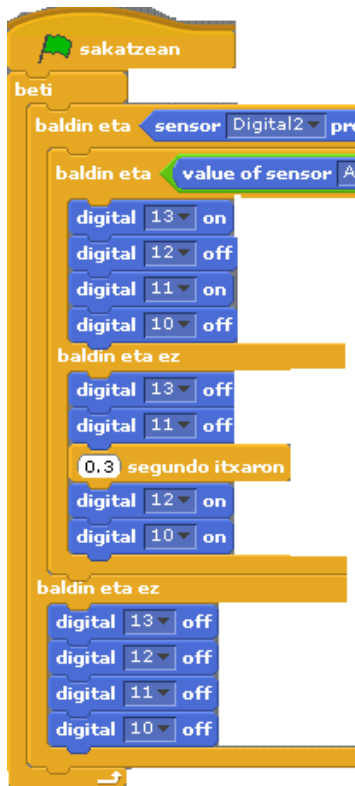 sakatzean
beti
baldin eta sensor Digital2
baldin eta value of sensor
digital 13 on
digital 12 off
digital 11 on
digital 10 off
baldin eta ez
digital 13 off
digital 11 off
0.3 segundo itxaron
digital 12 on
digital 10 on
baldin eta ez
digital 13 off
digital 12 off
digital 11 off
digital 10 off